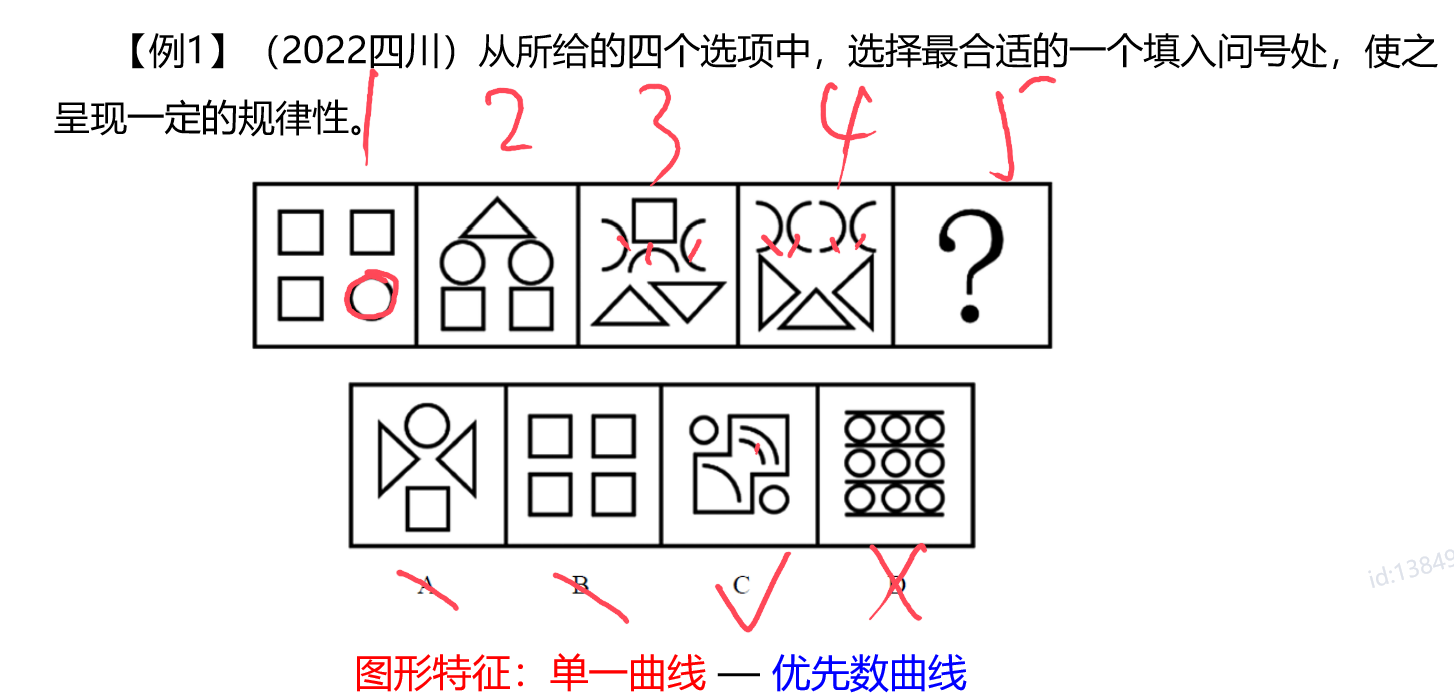 【例1】（2022四川）从所给的四个选项中，选择最合适的一个填入问号处，使之
呈现一定的规律性。
1 2 3 4 5
?
A B C D
id:13849
图形特征：单一曲线 — 优先数曲线